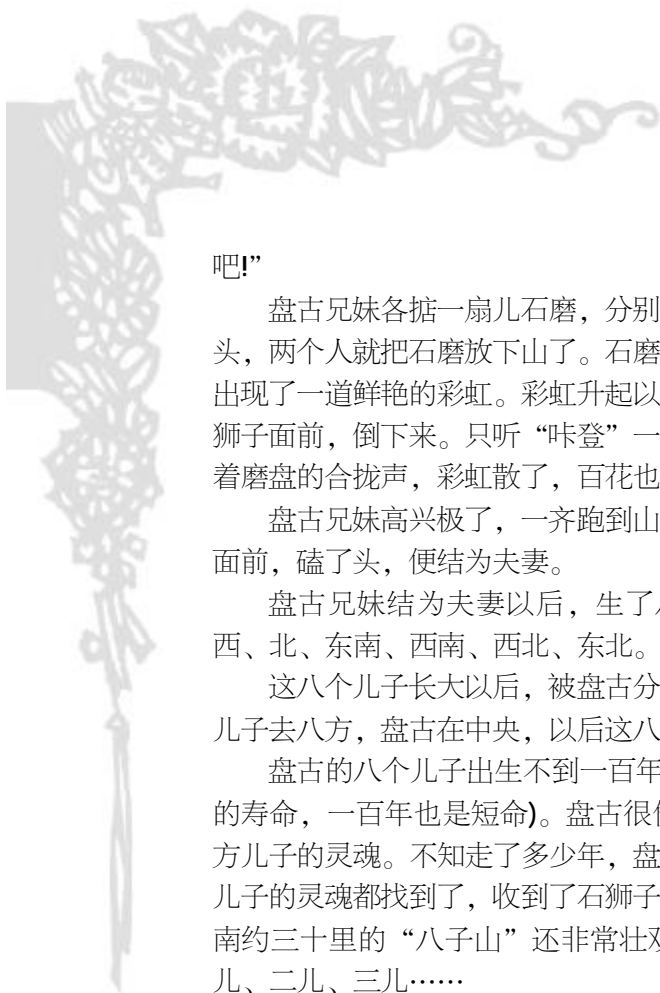 吧!”
盘古兄妹各掂一扇儿石磨，分别
头，两个人就把石磨放下山了。石磨
出现了一道鲜艳的彩虹。彩虹升起以
狮子面前，倒下来。只听“咔登”一
着磨盘的合拢声，彩虹散了，百花也
盘古兄妹高兴极了，一齐跑到山
面前，磕了头，便结为夫妻。
盘古兄妹结为夫妻以后，生了
西、北、东南、西南、西北、东北。
这八个儿子长大以后，被盘古分
儿子去八方，盘古在中央，以后这八
盘古的八个儿子出生不到一百年
的寿命，一百年也是短命)。盘古很
方儿子的灵魂。不知走了多少年，盘
儿子的灵魂都找到了，收到了石狮子
南约三十里的“八子山”还非常壮
儿、二儿、三儿……